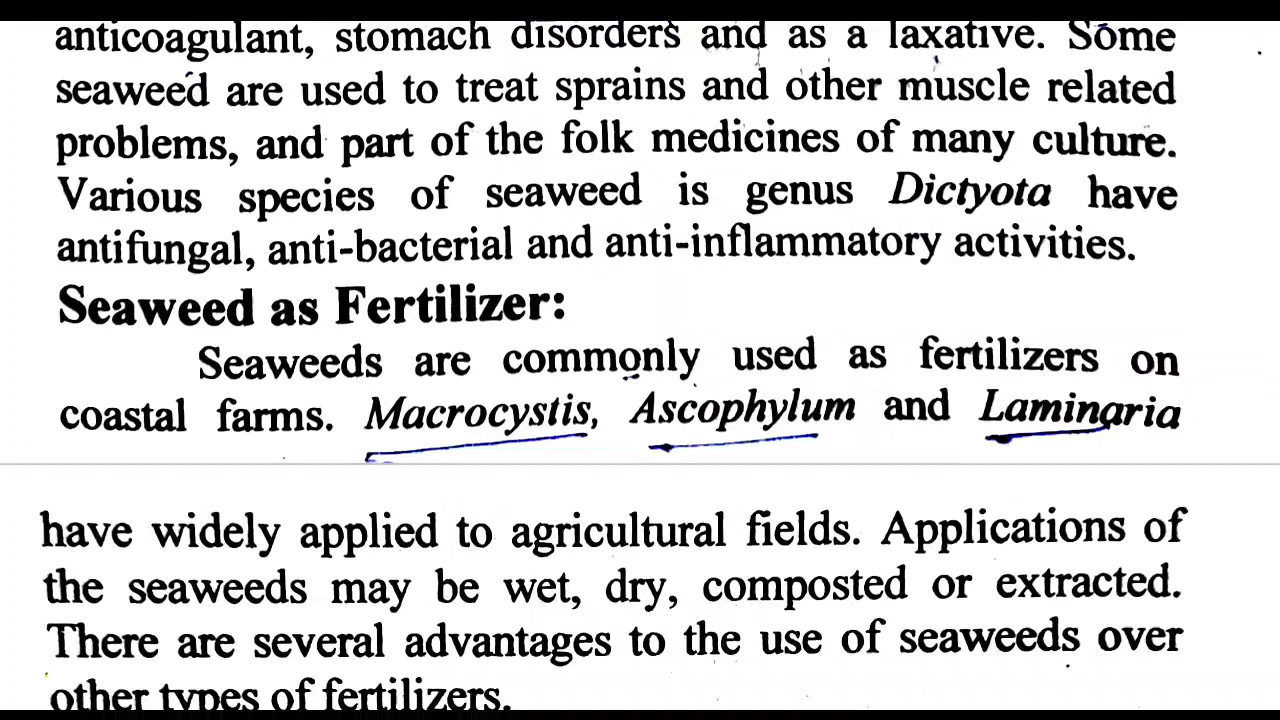 anticoagulant, stomach disorders and as a laxative. Some
seaweed are used to treat sprains and other muscle related
problems, and part of the folk medicines of many culture.
Various species of seaweed is genus Dictyota have
antifungal, anti-bacterial and anti-inflammatory activities.
Seaweed as Fertilizer:
Seaweeds are commonly used as fertilizers on
coastal farms. Macrocystis, Ascophylum and Laminaria
have widely applied to agricultural fields. Applications of
the seaweeds may be wet, dry, composted or extracted.
There are several advantages to the use of seaweeds over
other types of fertilizers.